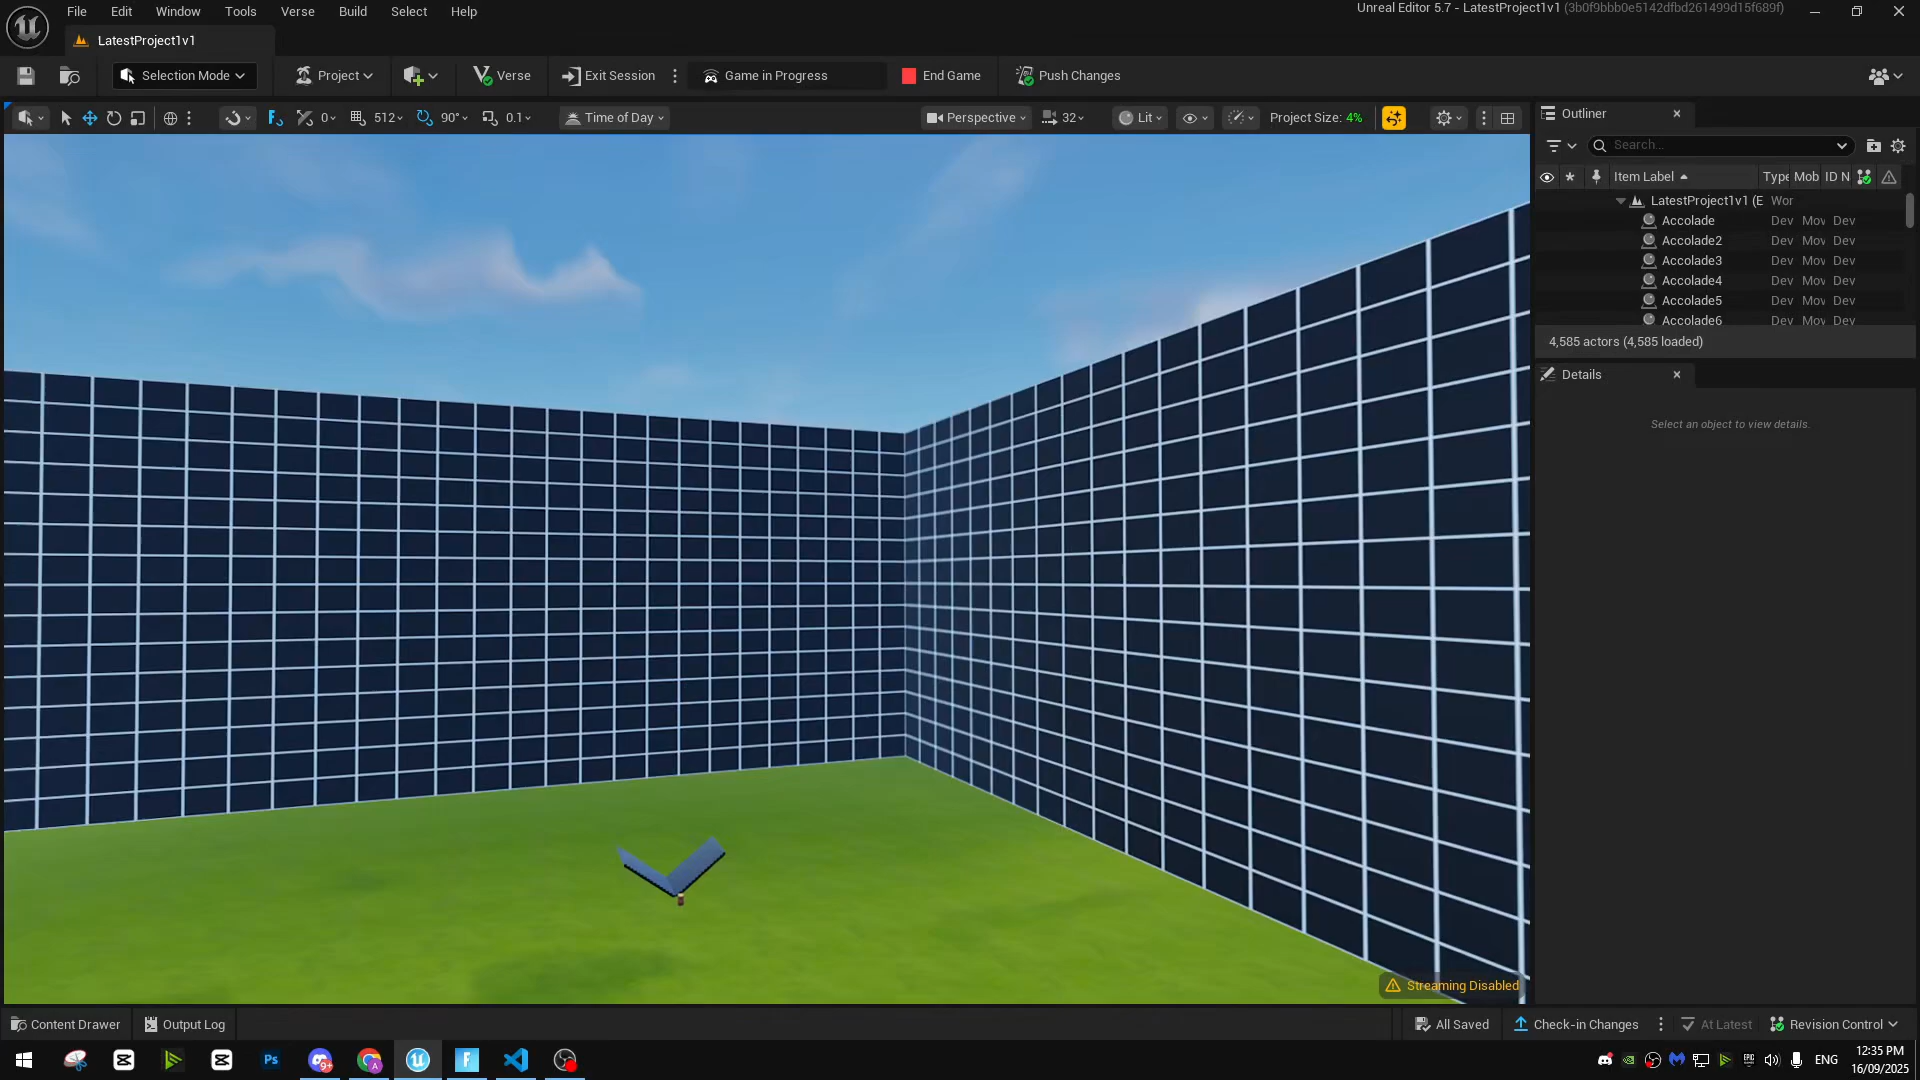 File Edit Window Tools Verse Build Select Help
Unreal Editor 5.7 - LatestProject1v1 (3b0f9bbb0e5142dfbd261499d15f689f)
LatestProject1v1
Selection Mode Project Verse Exit Session Game in Progress End Game Push Changes
0 512 90° 0.1 Time of Day Perspective 32 Lit Project Size: 4%
Outliner
Search...
Item Label Type Mob ID N
LatestProject1v1 (E Wor
Accolade Dev Mov Dev
Accolade2 Dev Mov Dev
Accolade3 Dev Mov Dev
Accolade4 Dev Mov Dev
Accolade5 Dev Mov Dev
Accolade6 Dev Mov Dev
4,585 actors (4,585 loaded)
Details
Select an object to view details.
Streaming Disabled
Content Drawer Output Log All Saved Check-in Changes At Latest Revision Control
Ps 9+ A F ENG 12:35 PM
16/09/2025